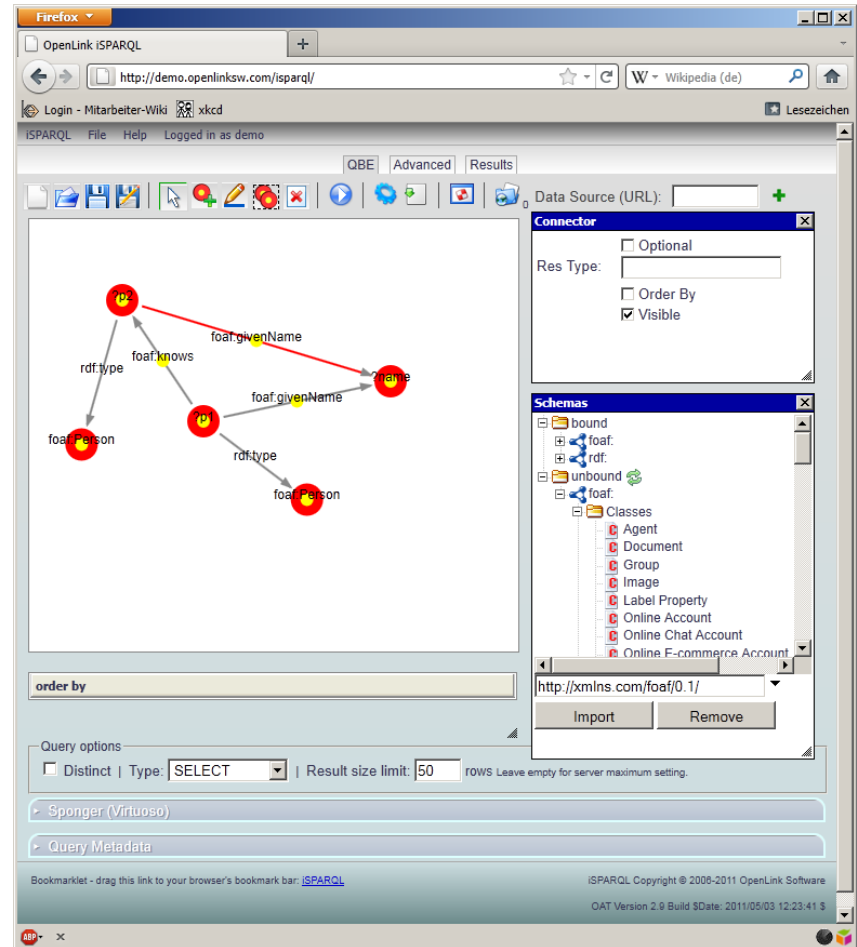 Firefox
OpenLink iSPARQL
http://demo.openlinksw.com/isparql/
W Wikipedia (de)
Login - Mitarbeiter-Wiki xkcd
Lesezeichen
iSPARQL File Help Logged in as demo
QBE Advanced Results
0 Data Source (URL):
Connector
Optional
Res Type:
Order By
Visible
?p2
foaf:givenName
foaf:knows
rdf:type
?name
foaf:givenName
?p1
foaf:Person
rdf:type
foaf:Person
Schemas
bound
foaf:
rdf:
unbound
foaf:
Classes
C Agent
C Document
C Group
C Image
C Label Property
C Online Account
C Online Chat Account
C Online E-commerce Account
http://xmlns.com/foaf/0.1/
Import Remove
order by
Query options
Distinct | Type: SELECT | Result size limit: 50 rows Leave empty for server maximum setting.
Sponger (Virtuoso)
Query Metadata
Bookmarklet - drag this link to your browser's bookmark bar: iSPARQL
iSPARQL Copyright © 2006-2011 OpenLink Software
OAT Version 2.9 Build $Date: 2011/05/03 12:23:41 $
ABP